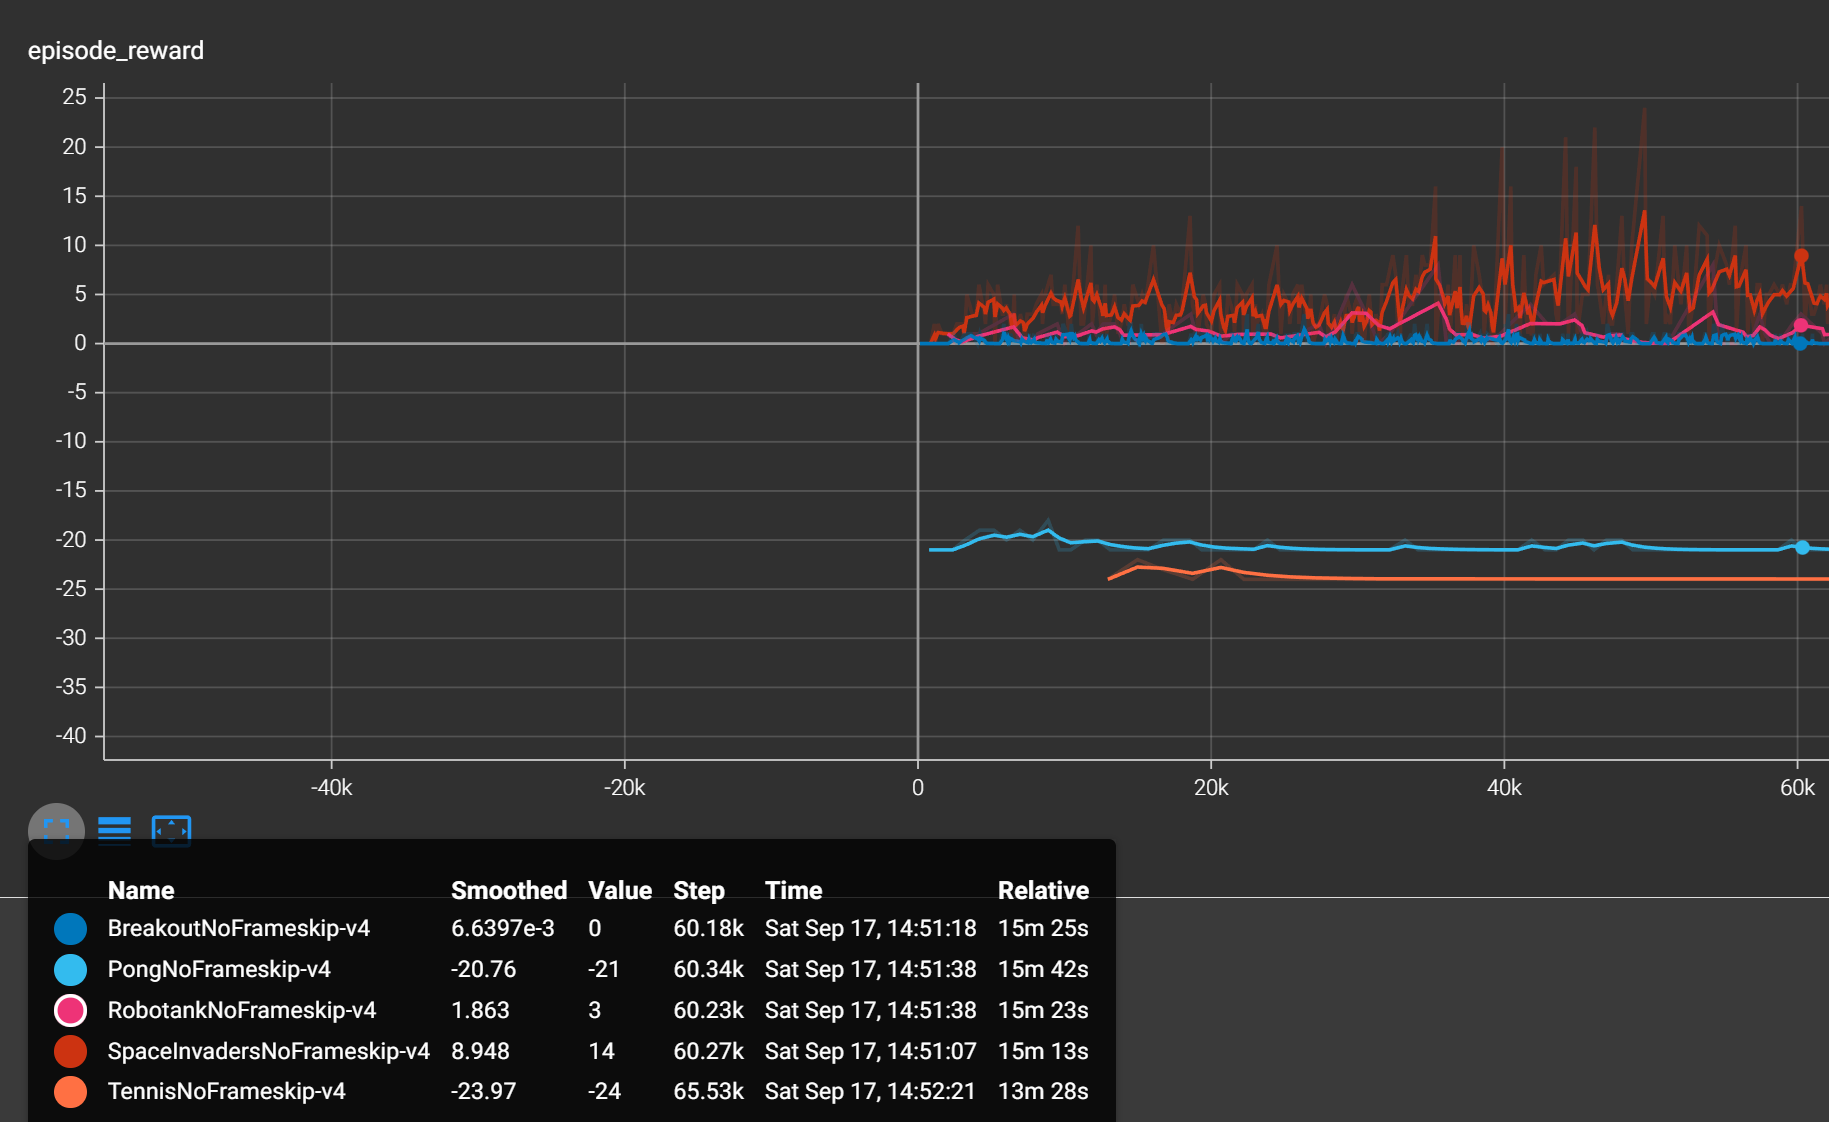 episode_reward
25
20
15
10
5
0
-5
-10
-15
-20
-25
-30
-35
-40
-40k -20k 0 20k 40k 60k
Name Smoothed Value Step Time Relative
BreakoutNoFrameskip-v4 6.6397e-3 0 60.18k Sat Sep 17, 14:51:18 15m 25s
PongNoFrameskip-v4 -20.76 -21 60.34k Sat Sep 17, 14:51:38 15m 42s
RobotankNoFrameskip-v4 1.863 3 60.23k Sat Sep 17, 14:51:38 15m 23s
SpaceInvadersNoFrameskip-v4 8.948 14 60.27k Sat Sep 17, 14:51:07 15m 13s
TennisNoFrameskip-v4 -23.97 -24 65.53k Sat Sep 17, 14:52:21 13m 28s